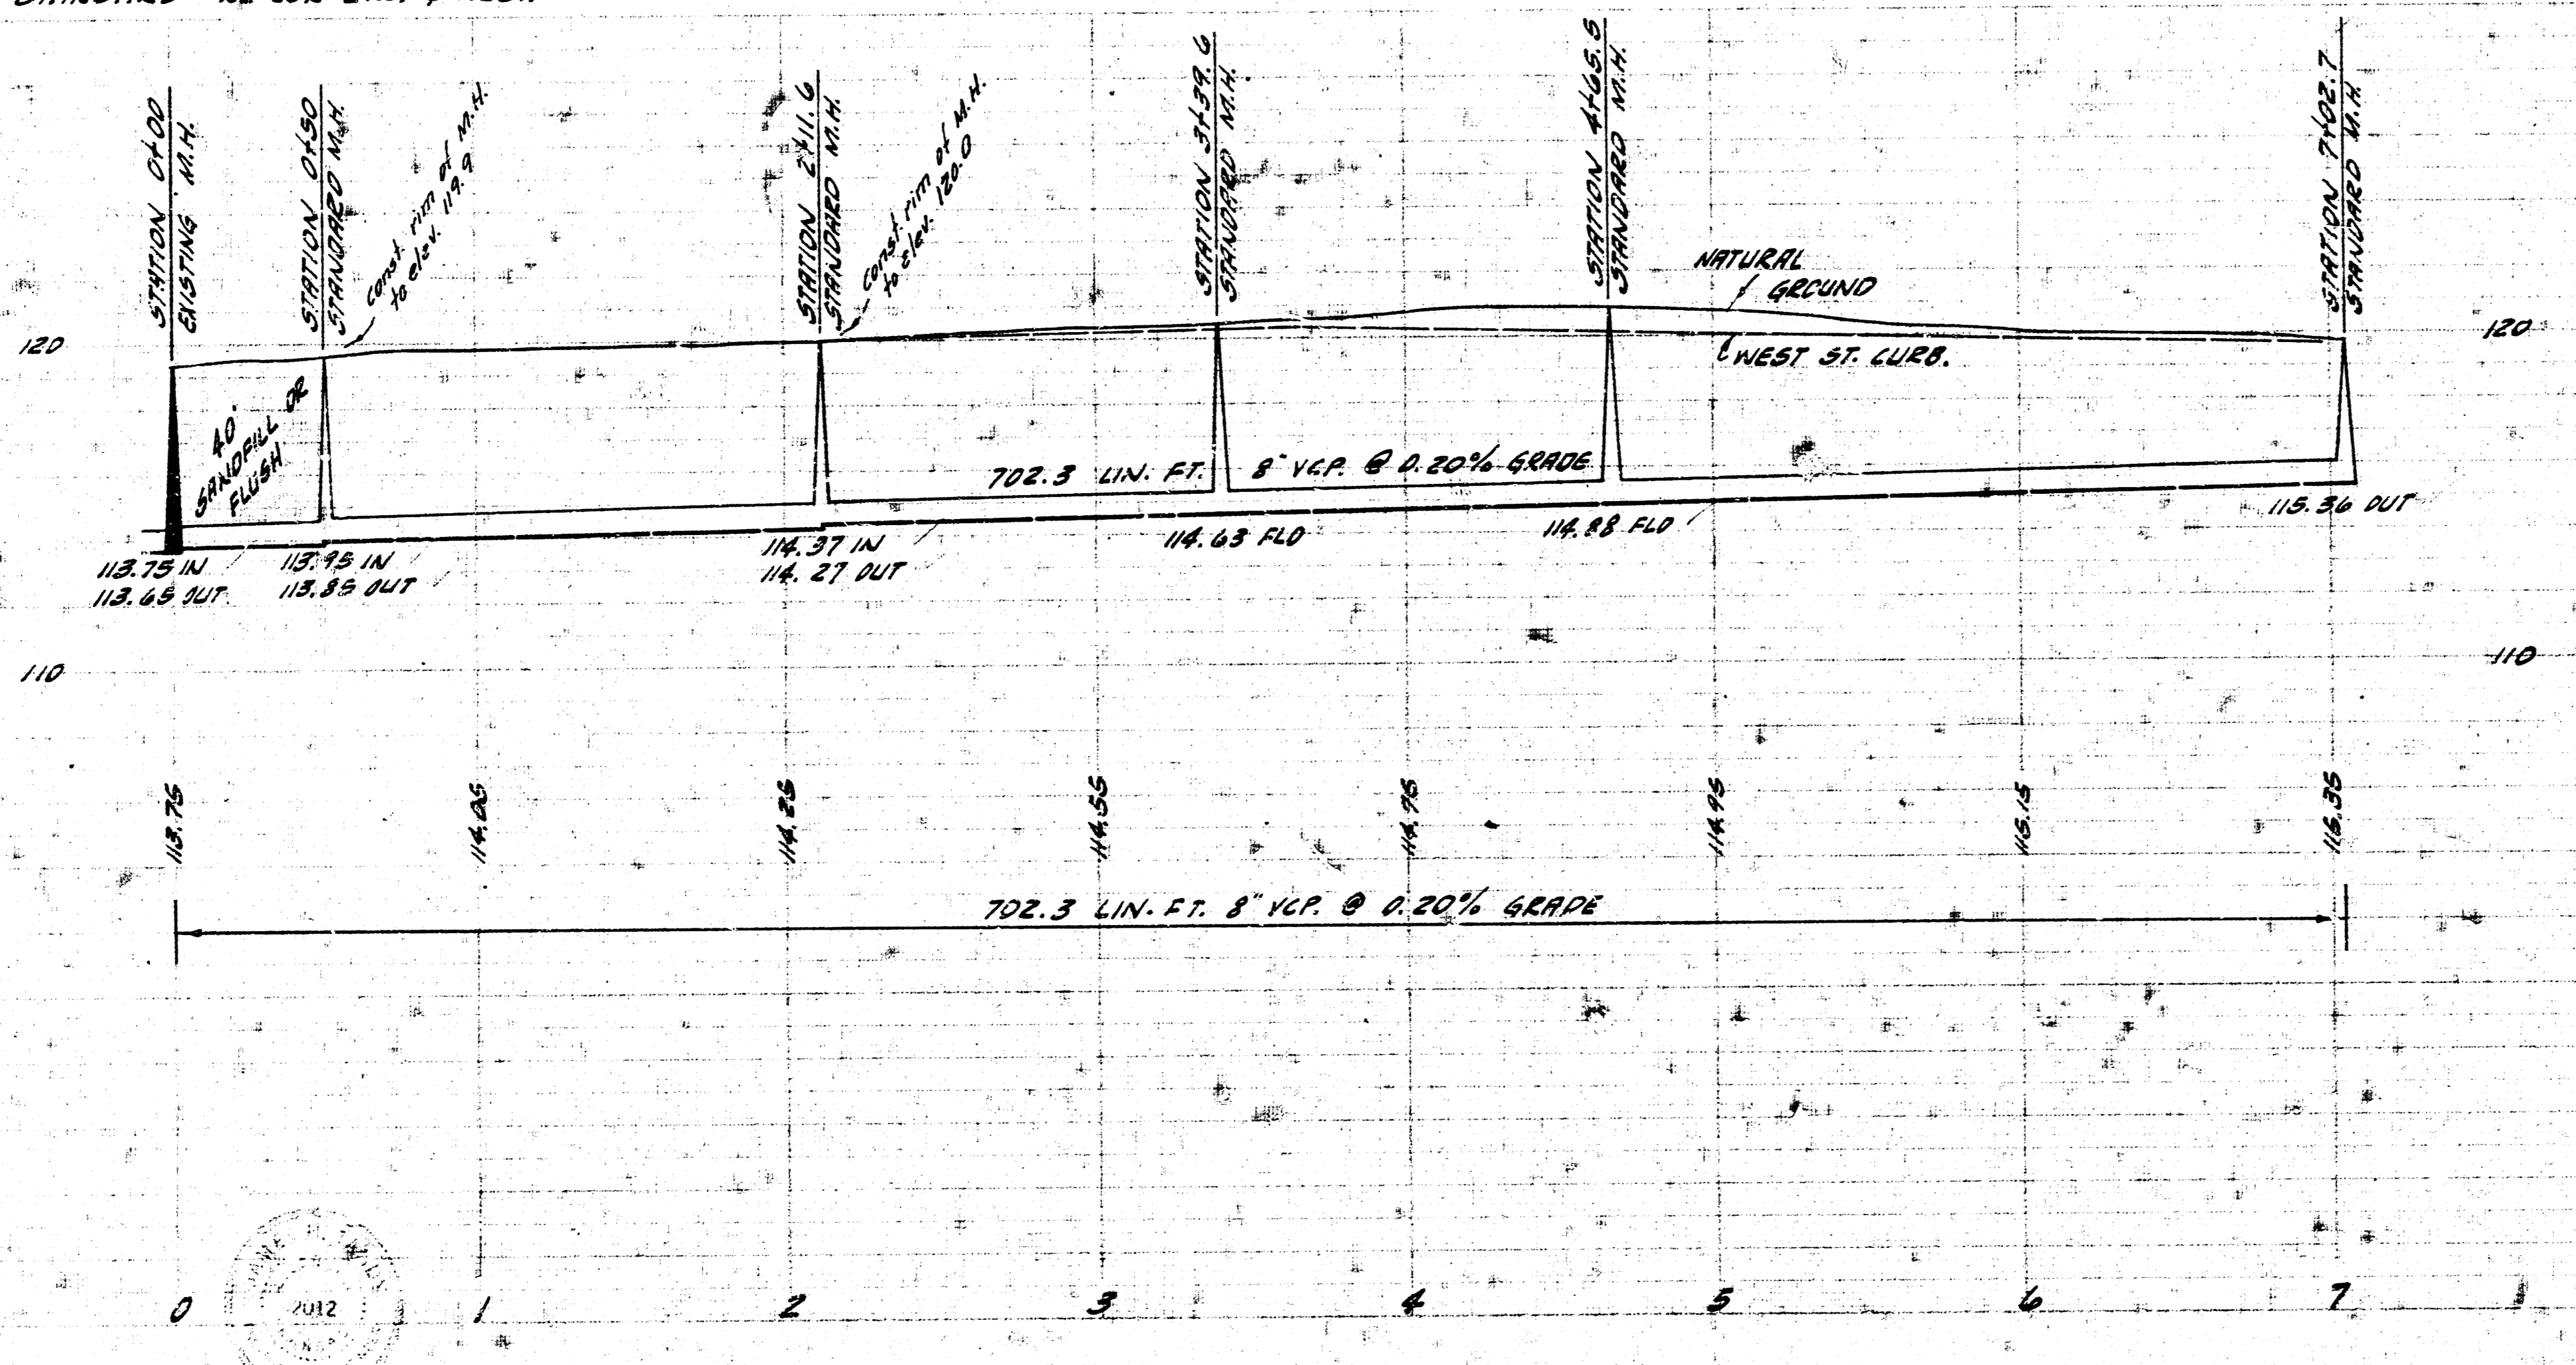 STATION 0+00
EXISTING M.H.
STATION 0+50
STANDARD M.H.
Const. rim of M.H.
to elev. 119.9
STATION 2+11.6
STANDARD M.H.
Const. rim of M.H.
to elev. 120.0
STATION 3+39.6
STANDARD M.H.
STATION 4+65.5
STANDARD M.H.
STATION 7+02.7
STANDARD M.H.
NATURAL
GROUND
120
120
WEST ST. CURB.
40'
SANDFILL OR
FLUSH
702.3 LIN. FT. 8" VCP. @ 0.20% GRADE
113.75 IN
113.65 OUT
113.95 IN
113.85 OUT
114.37 IN
114.27 OUT
114.63 FLO
114.88 FLO
115.36 OUT
110
110
113.75
114.05
114.25
114.55
114.75
114.95
115.15
115.35
702.3 LIN. FT. 8" VCP. @ 0.20% GRADE
2012
0
1
2
3
4
5
6
7